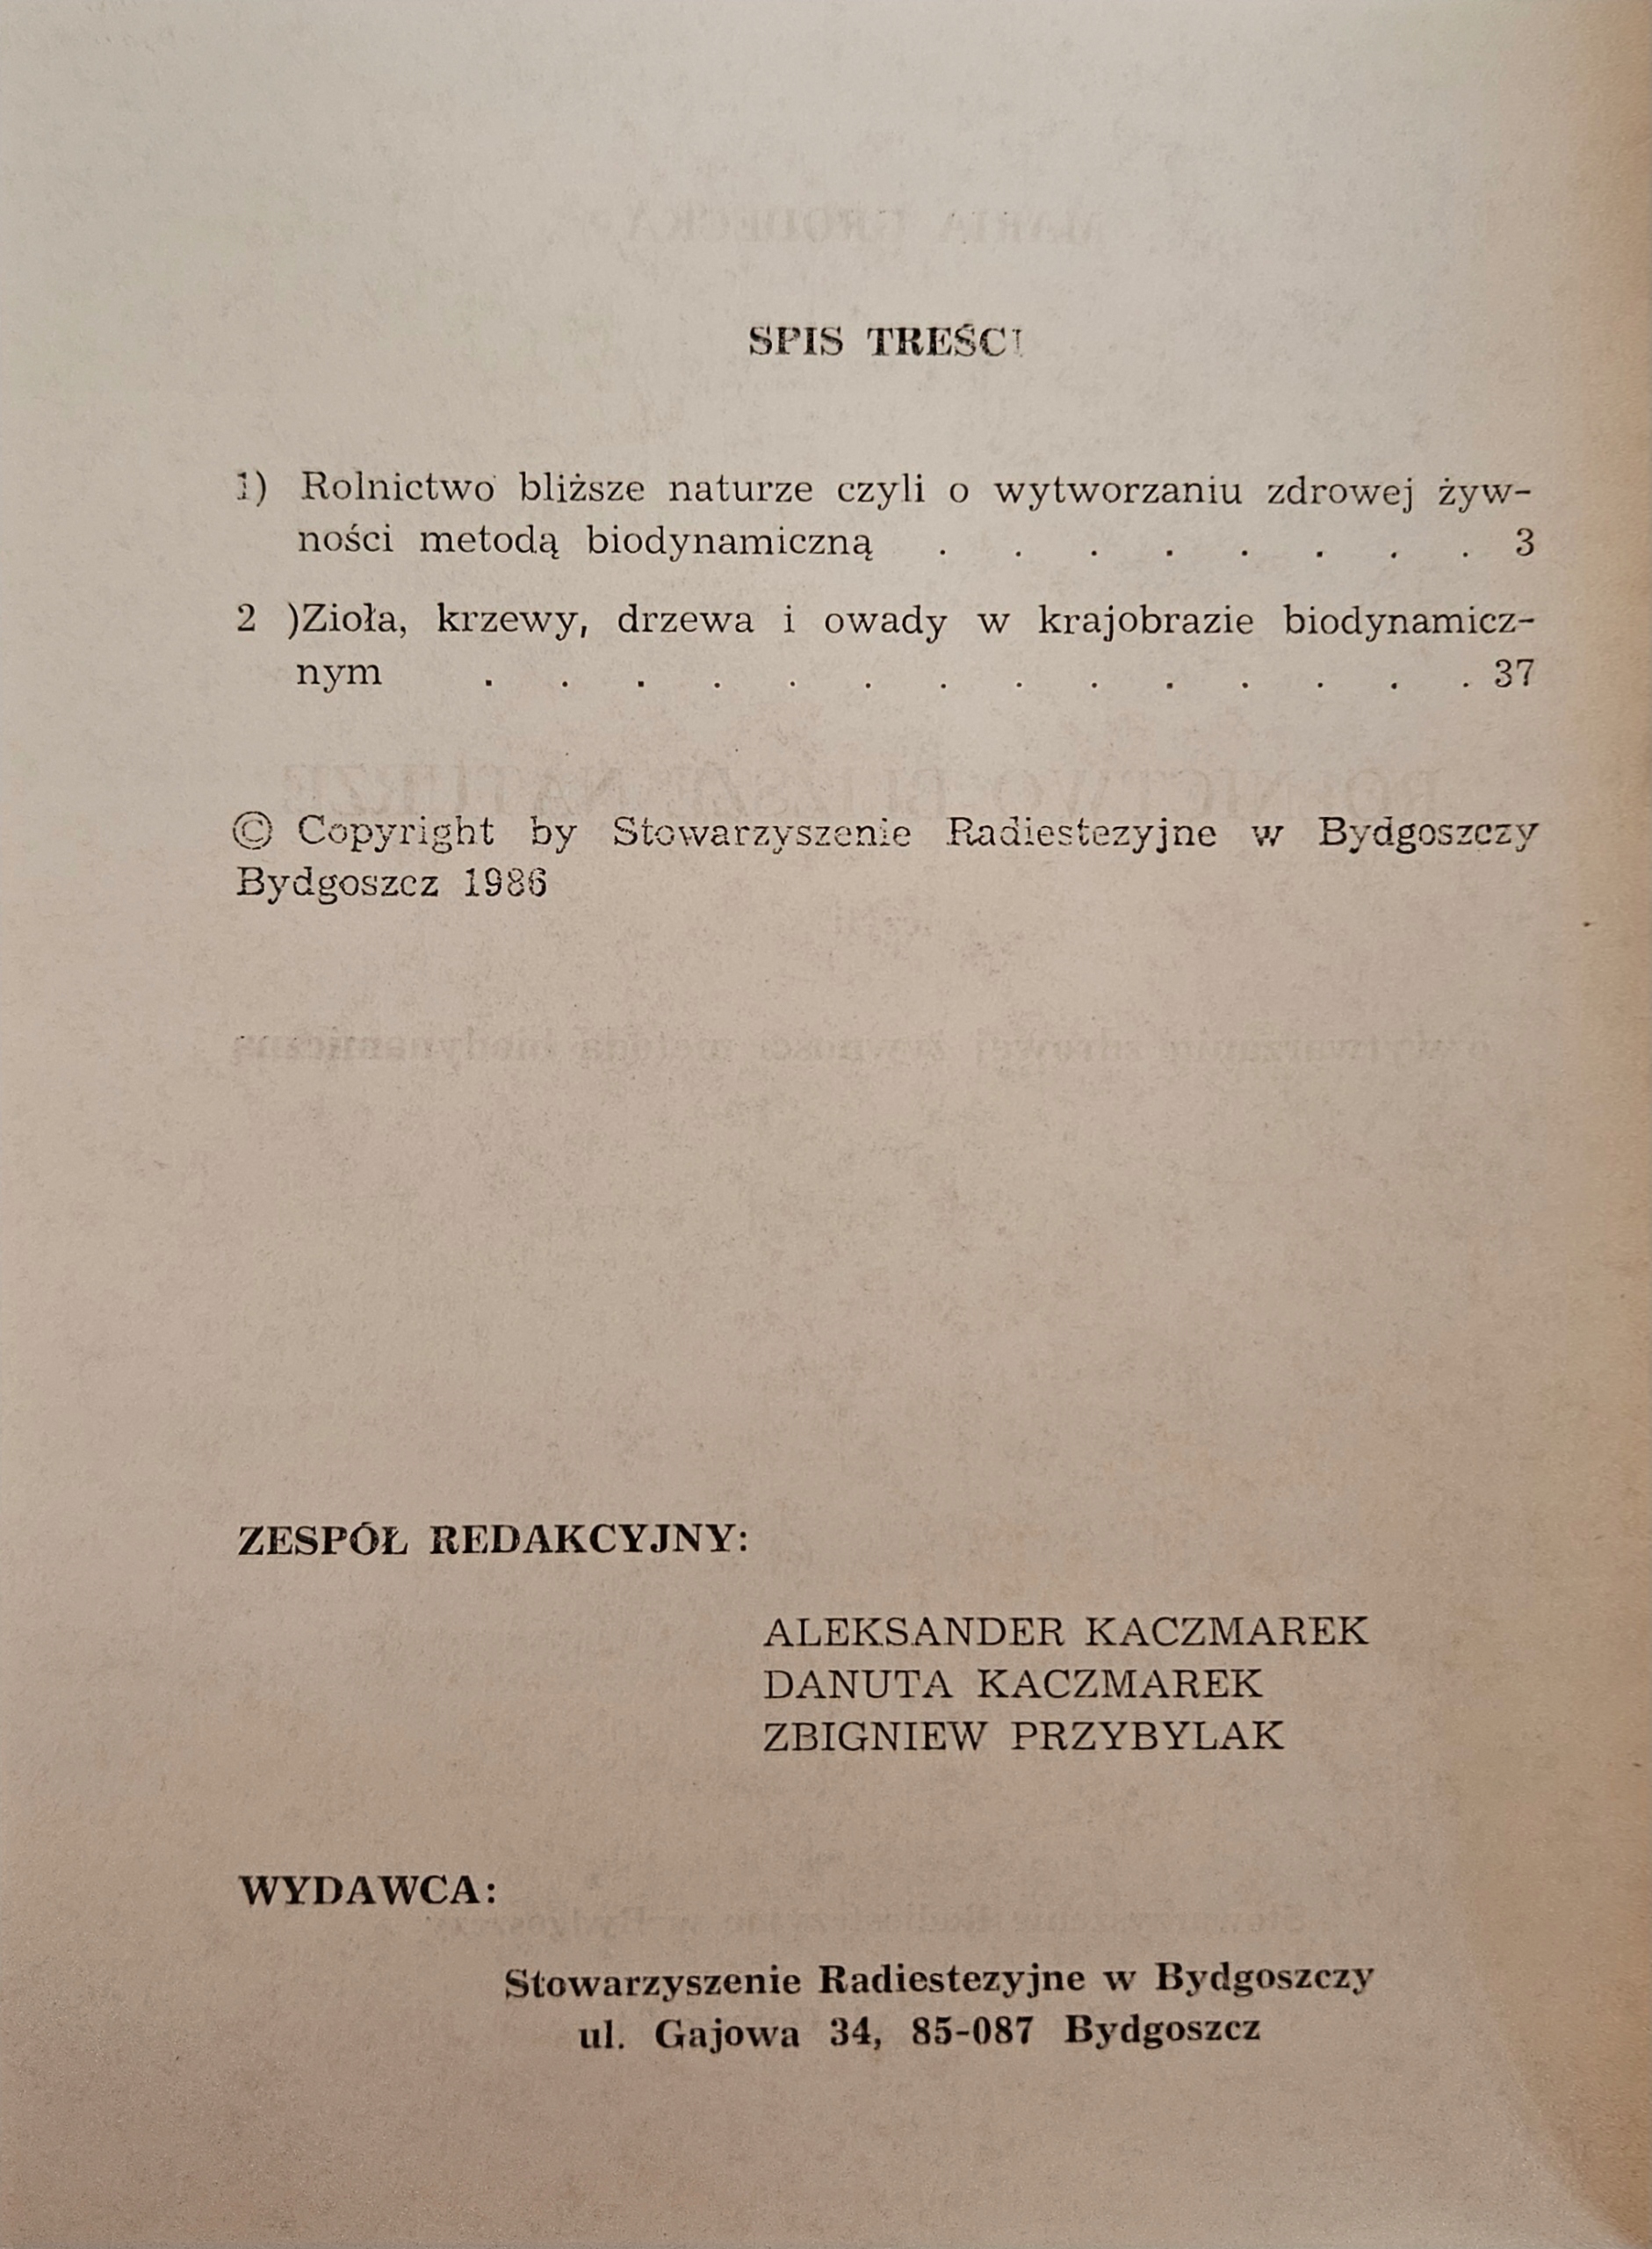 SPIS TREŚCI
1) Rolnictwo bliższe naturze czyli o wytworzaniu zdrowej żyw-
ności metodą biodynamiczną . . . . . . . . 3
2 )Zioła, krzewy, drzewa i owady w krajobrazie biodynamicz-
nym . . . . . . . . . . . . . . 37
© Copyright by Stowarzyszenie Radiestezyjne w Bydgoszczy
Bydgoszcz 1986
ZESPÓŁ REDAKCYJNY:
ALEKSANDER KACZMAREK
DANUTA KACZMAREK
ZBIGNIEW PRZYBYLAK
WYDAWCA:
Stowarzyszenie Radiestezyjne w Bydgoszczy
ul. Gajowa 34, 85-087 Bydgoszcz